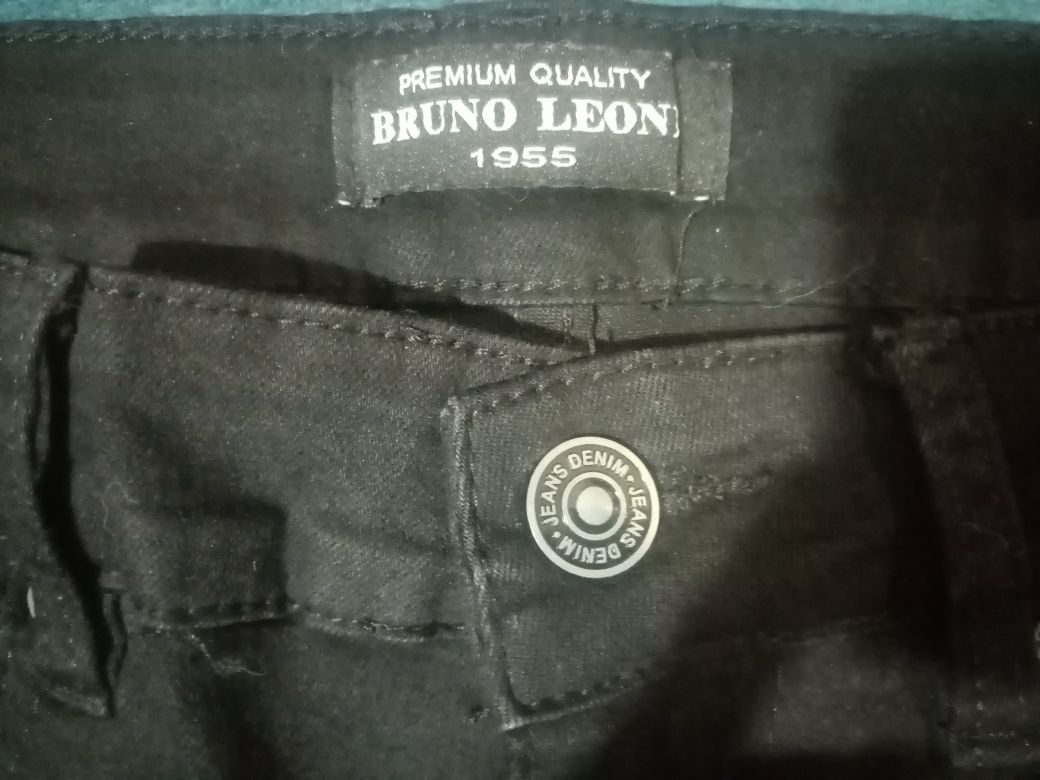 PREMIUM QUALITY
BRUNO LEONI
1955
JEANS DENIM • JEANS DENIM •